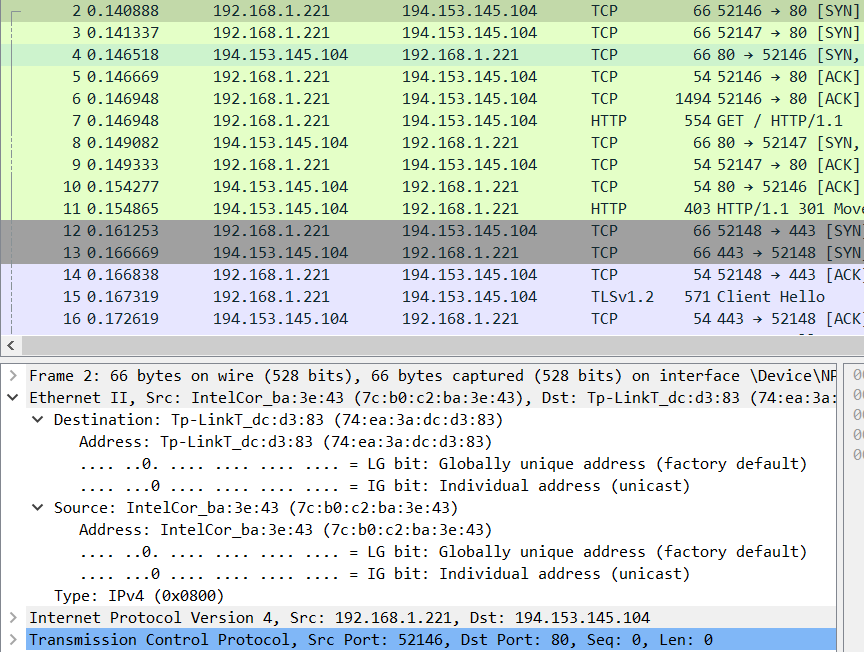 2 0.140888 192.168.1.221 194.153.145.104 TCP 66 52146 → 80 [SYN]
3 0.141337 192.168.1.221 194.153.145.104 TCP 66 52147 → 80 [SYN]
4 0.146518 194.153.145.104 192.168.1.221 TCP 66 80 → 52146 [SYN,
5 0.146669 192.168.1.221 194.153.145.104 TCP 54 52146 → 80 [ACK]
6 0.146948 192.168.1.221 194.153.145.104 TCP 1494 52146 → 80 [ACK]
7 0.146948 192.168.1.221 194.153.145.104 HTTP 554 GET / HTTP/1.1
8 0.149082 194.153.145.104 192.168.1.221 TCP 66 80 → 52147 [SYN,
9 0.149333 192.168.1.221 194.153.145.104 TCP 54 52147 → 80 [ACK]
10 0.154277 194.153.145.104 192.168.1.221 TCP 54 80 → 52146 [ACK]
11 0.154865 194.153.145.104 192.168.1.221 HTTP 403 HTTP/1.1 301 Move
12 0.161253 192.168.1.221 194.153.145.104 TCP 66 52148 → 443 [SYN
13 0.166669 194.153.145.104 192.168.1.221 TCP 66 443 → 52148 [SYN
14 0.166838 192.168.1.221 194.153.145.104 TCP 54 52148 → 443 [ACK
15 0.167319 192.168.1.221 194.153.145.104 TLSv1.2 571 Client Hello
16 0.172619 194.153.145.104 192.168.1.221 TCP 54 443 → 52148 [ACK
Frame 2: 66 bytes on wire (528 bits), 66 bytes captured (528 bits) on interface \Device\NP
Ethernet II, Src: IntelCor_ba:3e:43 (7c:b0:c2:ba:3e:43), Dst: Tp-LinkT_dc:d3:83 (74:ea:3a:
Destination: Tp-LinkT_dc:d3:83 (74:ea:3a:dc:d3:83)
Address: Tp-LinkT_dc:d3:83 (74:ea:3a:dc:d3:83)
.... ..0. .... .... .... .... = LG bit: Globally unique address (factory default)
.... ...0 .... .... .... .... = IG bit: Individual address (unicast)
Source: IntelCor_ba:3e:43 (7c:b0:c2:ba:3e:43)
Address: IntelCor_ba:3e:43 (7c:b0:c2:ba:3e:43)
.... ..0. .... .... .... .... = LG bit: Globally unique address (factory default)
.... ...0 .... .... .... .... = IG bit: Individual address (unicast)
Type: IPv4 (0x0800)
Internet Protocol Version 4, Src: 192.168.1.221, Dst: 194.153.145.104
Transmission Control Protocol, Src Port: 52146, Dst Port: 80, Seq: 0, Len: 0